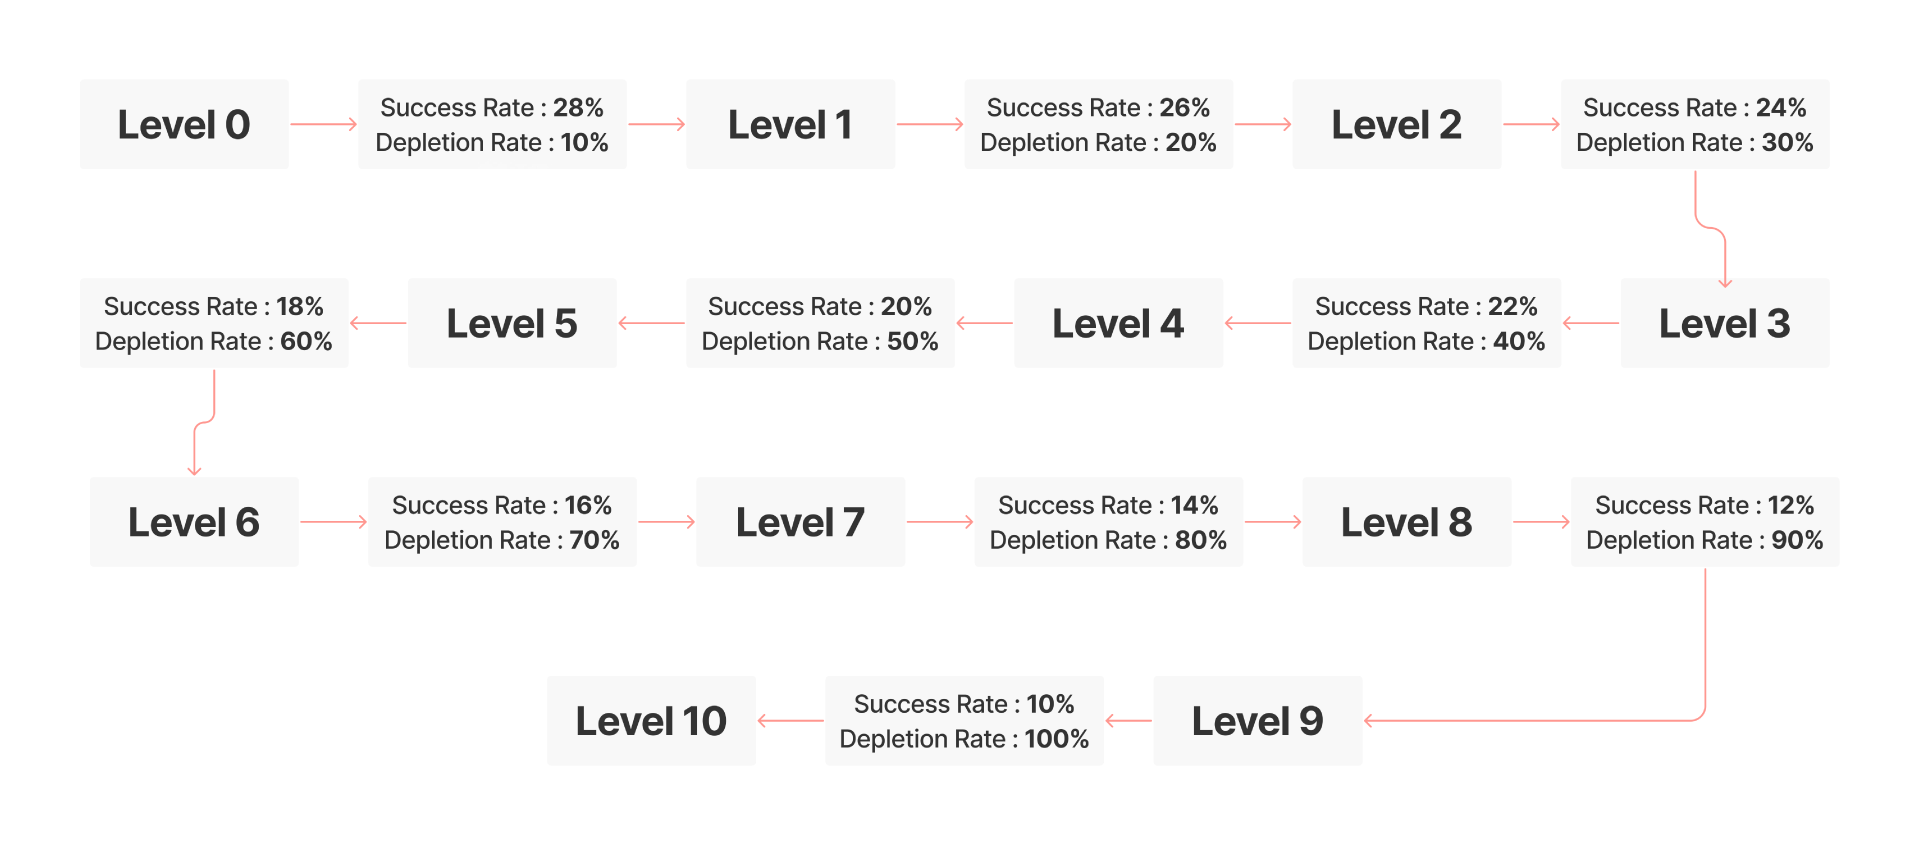 Level 0
Success Rate : 28%
Depletion Rate : 10%
Level 1
Success Rate : 26%
Depletion Rate : 20%
Level 2
Success Rate : 24%
Depletion Rate : 30%
Level 3
Success Rate : 22%
Depletion Rate : 40%
Level 4
Success Rate : 20%
Depletion Rate : 50%
Level 5
Success Rate : 18%
Depletion Rate : 60%
Level 6
Success Rate : 16%
Depletion Rate : 70%
Level 7
Success Rate : 14%
Depletion Rate : 80%
Level 8
Success Rate : 12%
Depletion Rate : 90%
Level 9
Success Rate : 10%
Depletion Rate : 100%
Level 10